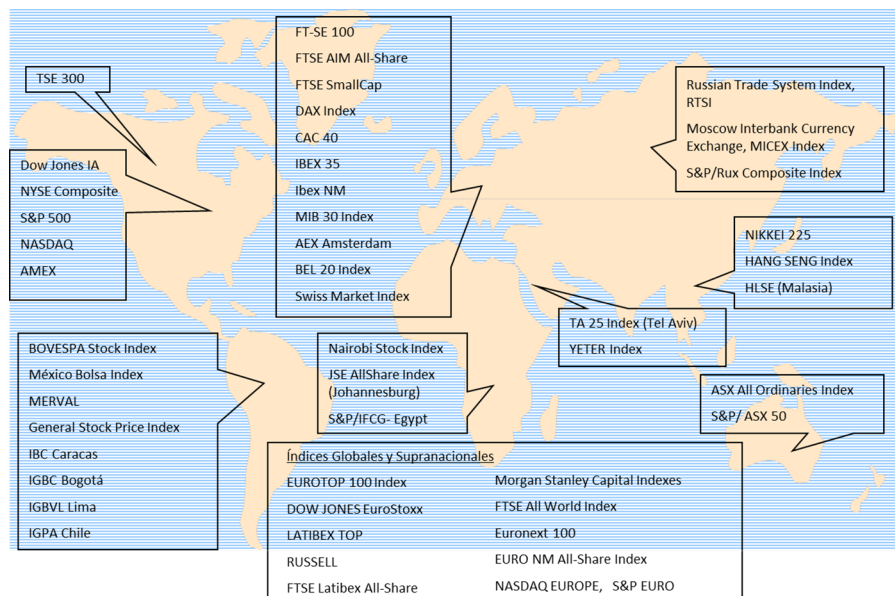 TSE 300
Dow Jones IA
NYSE Composite
S&P 500
NASDAQ
AMEX
FT-SE 100
FTSE AIM All-Share
FTSE SmallCap
DAX Index
CAC 40
IBEX 35
Ibex NM
MIB 30 Index
AEX Amsterdam
BEL 20 Index
Swiss Market Index
Russian Trade System Index,
RTSI
Moscow Interbank Currency
Exchange, MICEX Index
S&P/Rux Composite Index
NIKKEI 225
HANG SENG Index
HLSE (Malasia)
TA 25 Index (Tel Aviv)
YETER Index
BOVESPA Stock Index
México Bolsa Index
MERVAL
General Stock Price Index
IBC Caracas
IGBC Bogotá
IGBVL Lima
IGPA Chile
Nairobi Stock Index
JSE AllShare Index
(Johannesburg)
S&P/IFCG- Egypt
ASX All Ordinaries Index
S&P/ ASX 50
Índices Globales y Supranacionales
EUROTOP 100 Index
DOW JONES EuroStoxx
LATIBEX TOP
RUSSELL
FTSE Latibex All-Share
Morgan Stanley Capital Indexes
FTSE All World Index
Euronext 100
EURO NM All-Share Index
NASDAQ EUROPE, S&P EURO